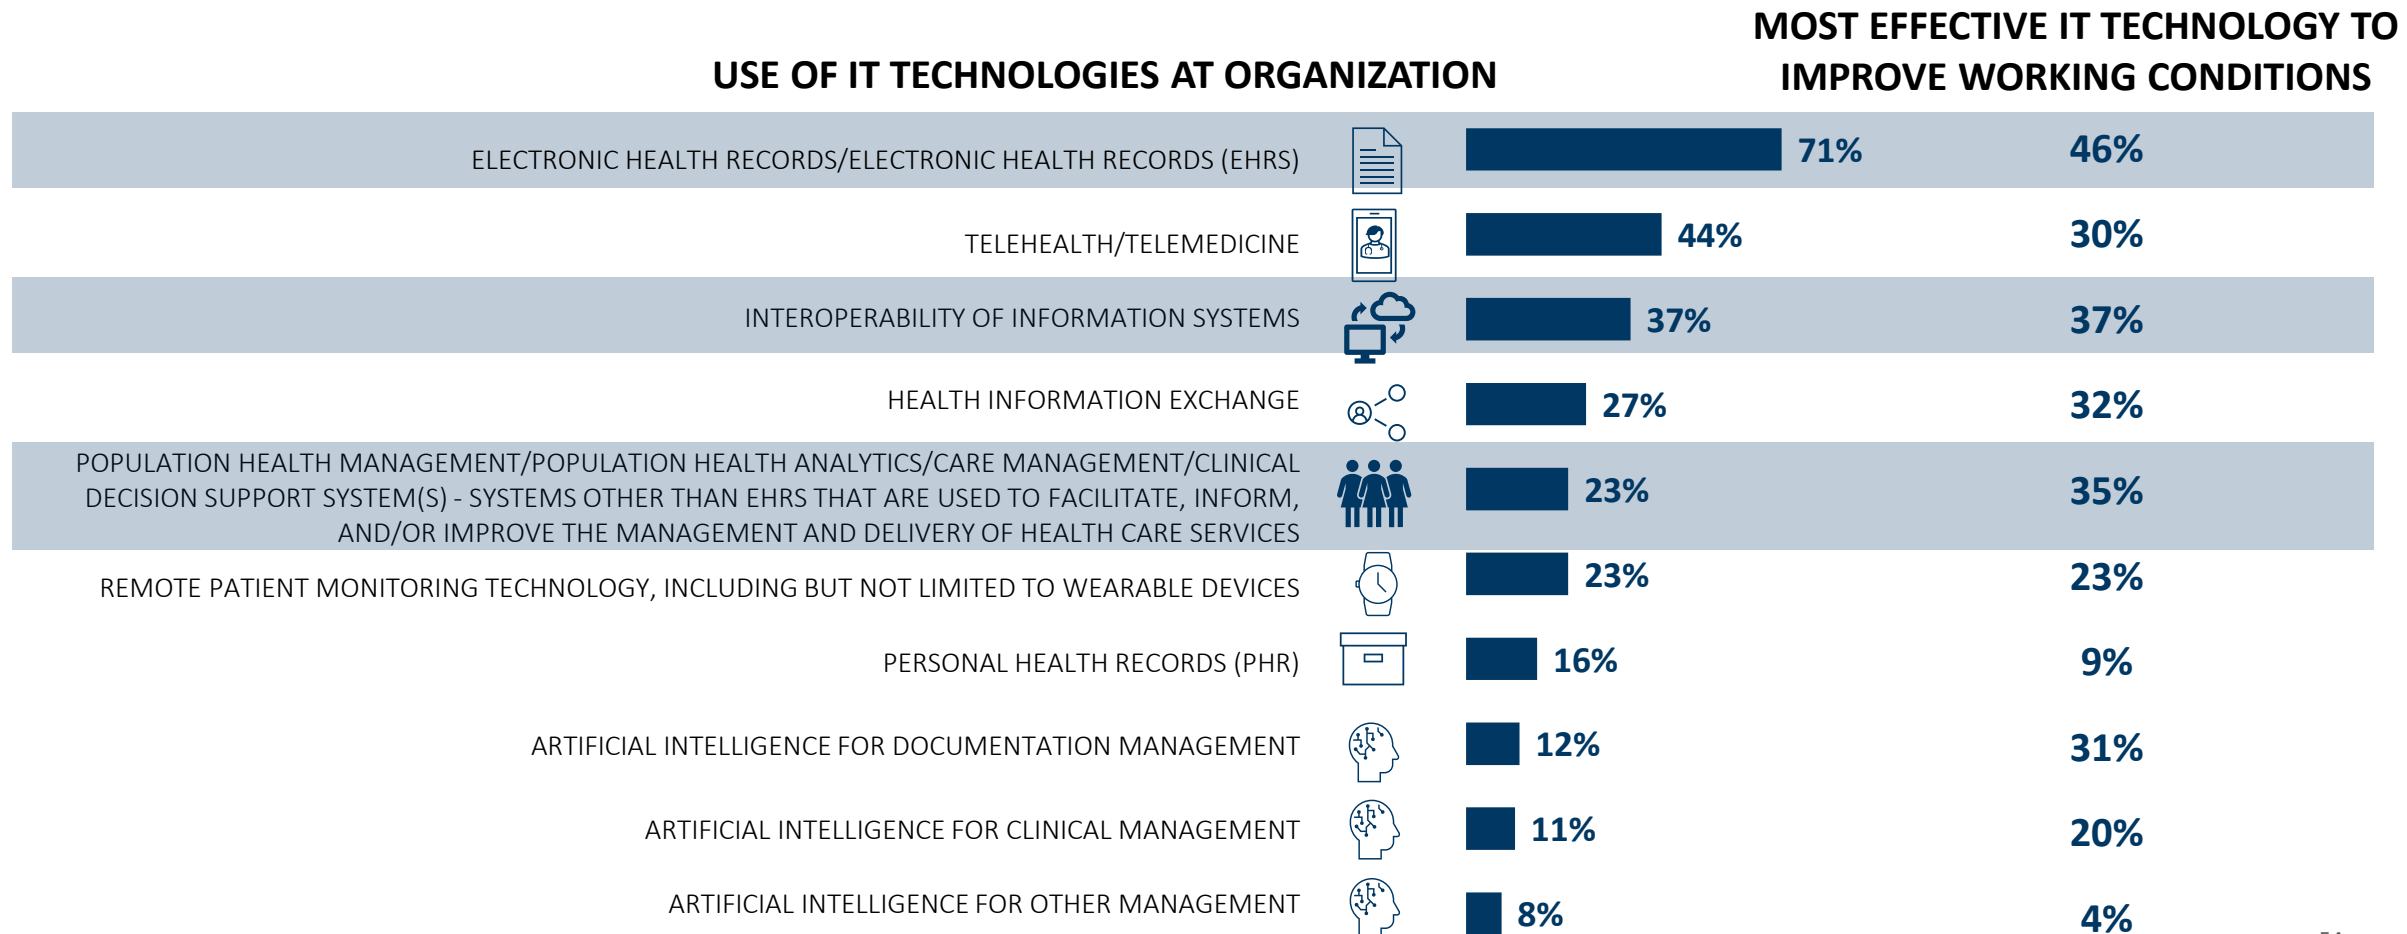 MOST EFFECTIVE IT TECHNOLOGY TO
IMPROVE WORKING CONDITIONS
USE OF IT TECHNOLOGIES AT ORGANIZATION
ELECTRONIC HEALTH RECORDS/ELECTRONIC HEALTH RECORDS (EHRS) 71% 46%
TELEHEALTH/TELEMEDICINE 44% 30%
INTEROPERABILITY OF INFORMATION SYSTEMS 37% 37%
HEALTH INFORMATION EXCHANGE 27% 32%
POPULATION HEALTH MANAGEMENT/POPULATION HEALTH ANALYTICS/CARE MANAGEMENT/CLINICAL
DECISION SUPPORT SYSTEM(S) - SYSTEMS OTHER THAN EHRS THAT ARE USED TO FACILITATE, INFORM,
AND/OR IMPROVE THE MANAGEMENT AND DELIVERY OF HEALTH CARE SERVICES
23% 35%
REMOTE PATIENT MONITORING TECHNOLOGY, INCLUDING BUT NOT LIMITED TO WEARABLE DEVICES 23% 23%
PERSONAL HEALTH RECORDS (PHR) 16% 9%
ARTIFICIAL INTELLIGENCE FOR DOCUMENTATION MANAGEMENT 12% 31%
ARTIFICIAL INTELLIGENCE FOR CLINICAL MANAGEMENT 11% 20%
ARTIFICIAL INTELLIGENCE FOR OTHER MANAGEMENT 8% 4%